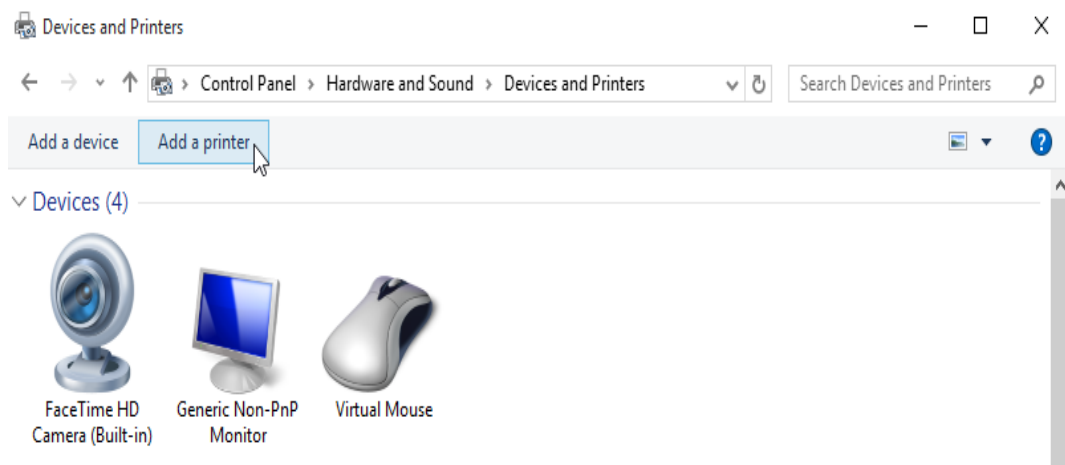 Devices and Printers
Control Panel > Hardware and Sound > Devices and Printers
Search Devices and Printers
Add a device
Add a printer
?
Devices (4)
FaceTime HD
Camera (Built-in)
Generic Non-PnP
Monitor
Virtual Mouse